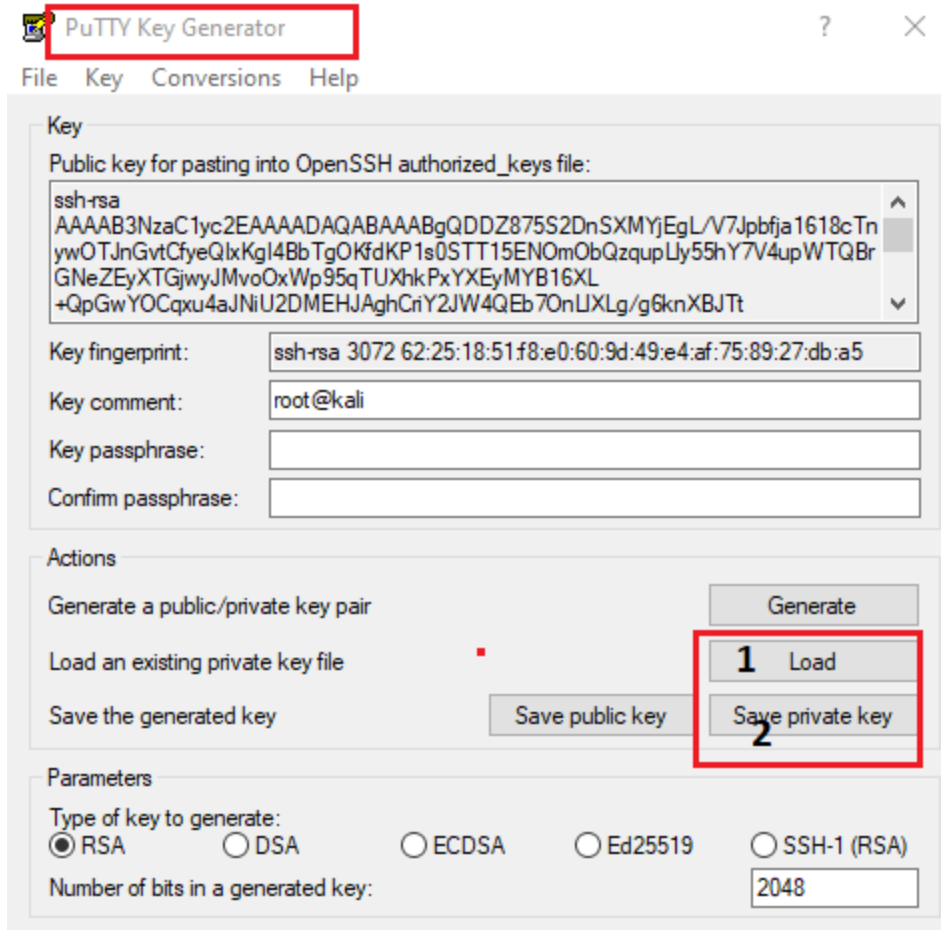 PuTTY Key Generator
?
File Key Conversions Help
Key
Public key for pasting into OpenSSH authorized_keys file:
ssh-rsa
AAAAB3NzaC1yc2EAAAADAQABAAABgQDDZ875S2DnSXMYjEgL/V7Jpbfja1618cTn
ywOTJnGvtCfyeQlxKgI4BbTgOKfdKP1s0STT15ENOmObQzqupLly55hY7V4upWTQBr
GNeZEyXTGjwyJMvoOxWp95qTUXhkPxYXEyMYB16XL
+QpGwYOCqxu4aJNiU2DMEHJAghCriY2JW4QEb7OnLlXLg/g6knXBJTt
Key fingerprint: ssh-rsa 3072 62:25:18:51:f8:e0:60:9d:49:e4:af:75:89:27:db:a5
Key comment: root@kali
Key passphrase:
Confirm passphrase:
Actions
Generate a public/private key pair Generate
Load an existing private key file 1 Load
Save the generated key Save public key Save private key
2
Parameters
Type of key to generate:
RSA DSA ECDSA Ed25519 SSH-1 (RSA)
Number of bits in a generated key: 2048